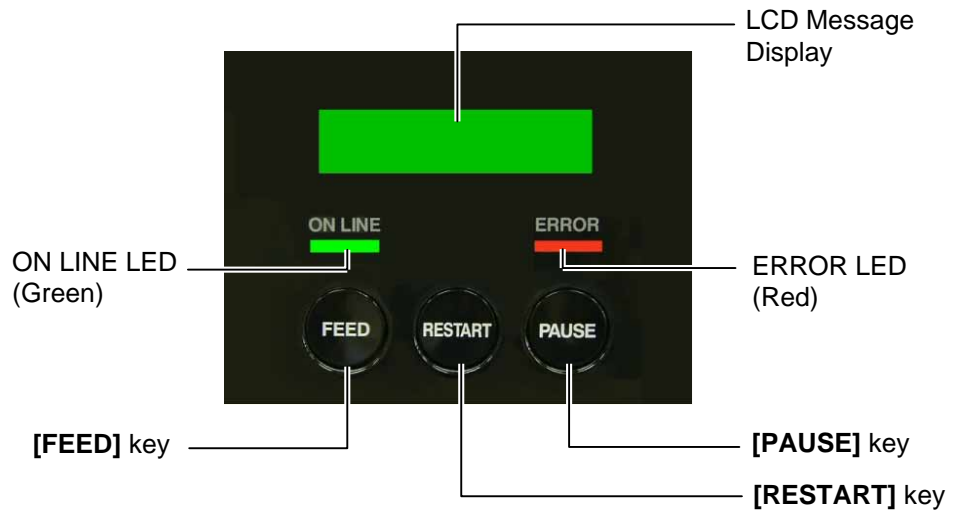 LCD Message
Display
ON LINE
ERROR
ON LINE LED
(Green)
ERROR LED
(Red)
FEED
RESTART
PAUSE
[FEED] key
[PAUSE] key
[RESTART] key